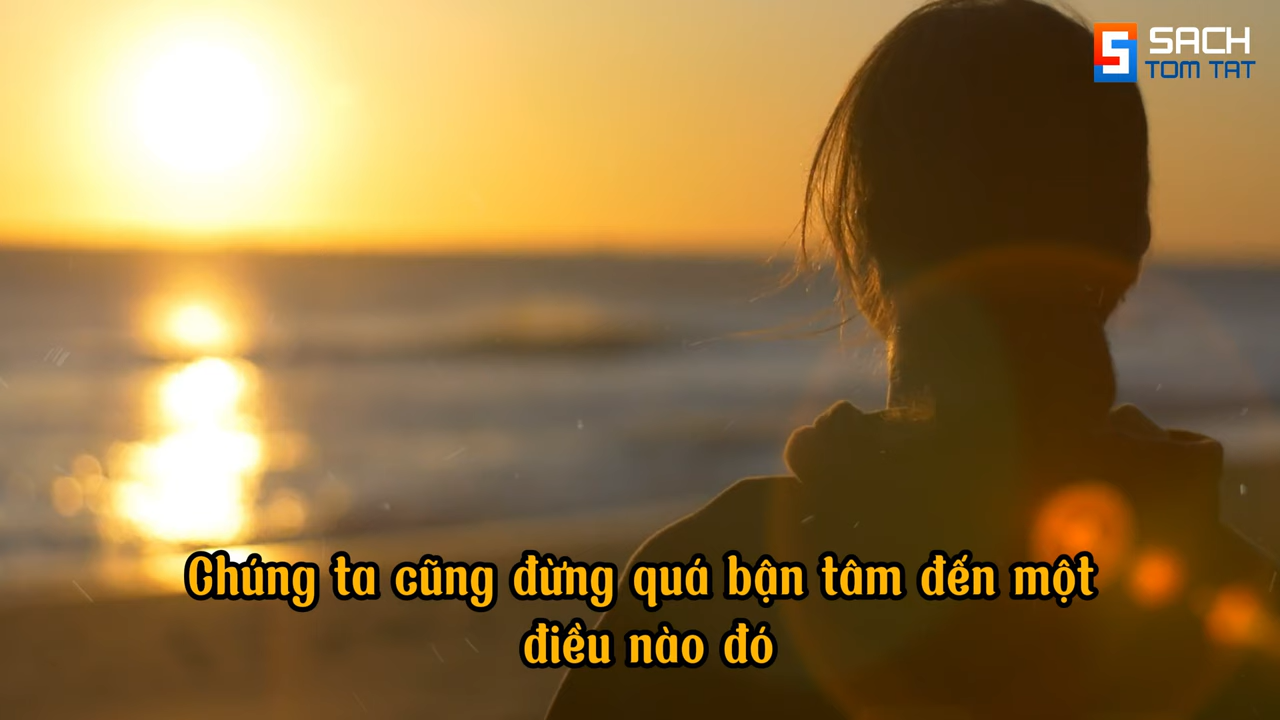 SACH
TOM TAT
Chúng ta cũng đừng quá bận tâm đến một
điều nào đó